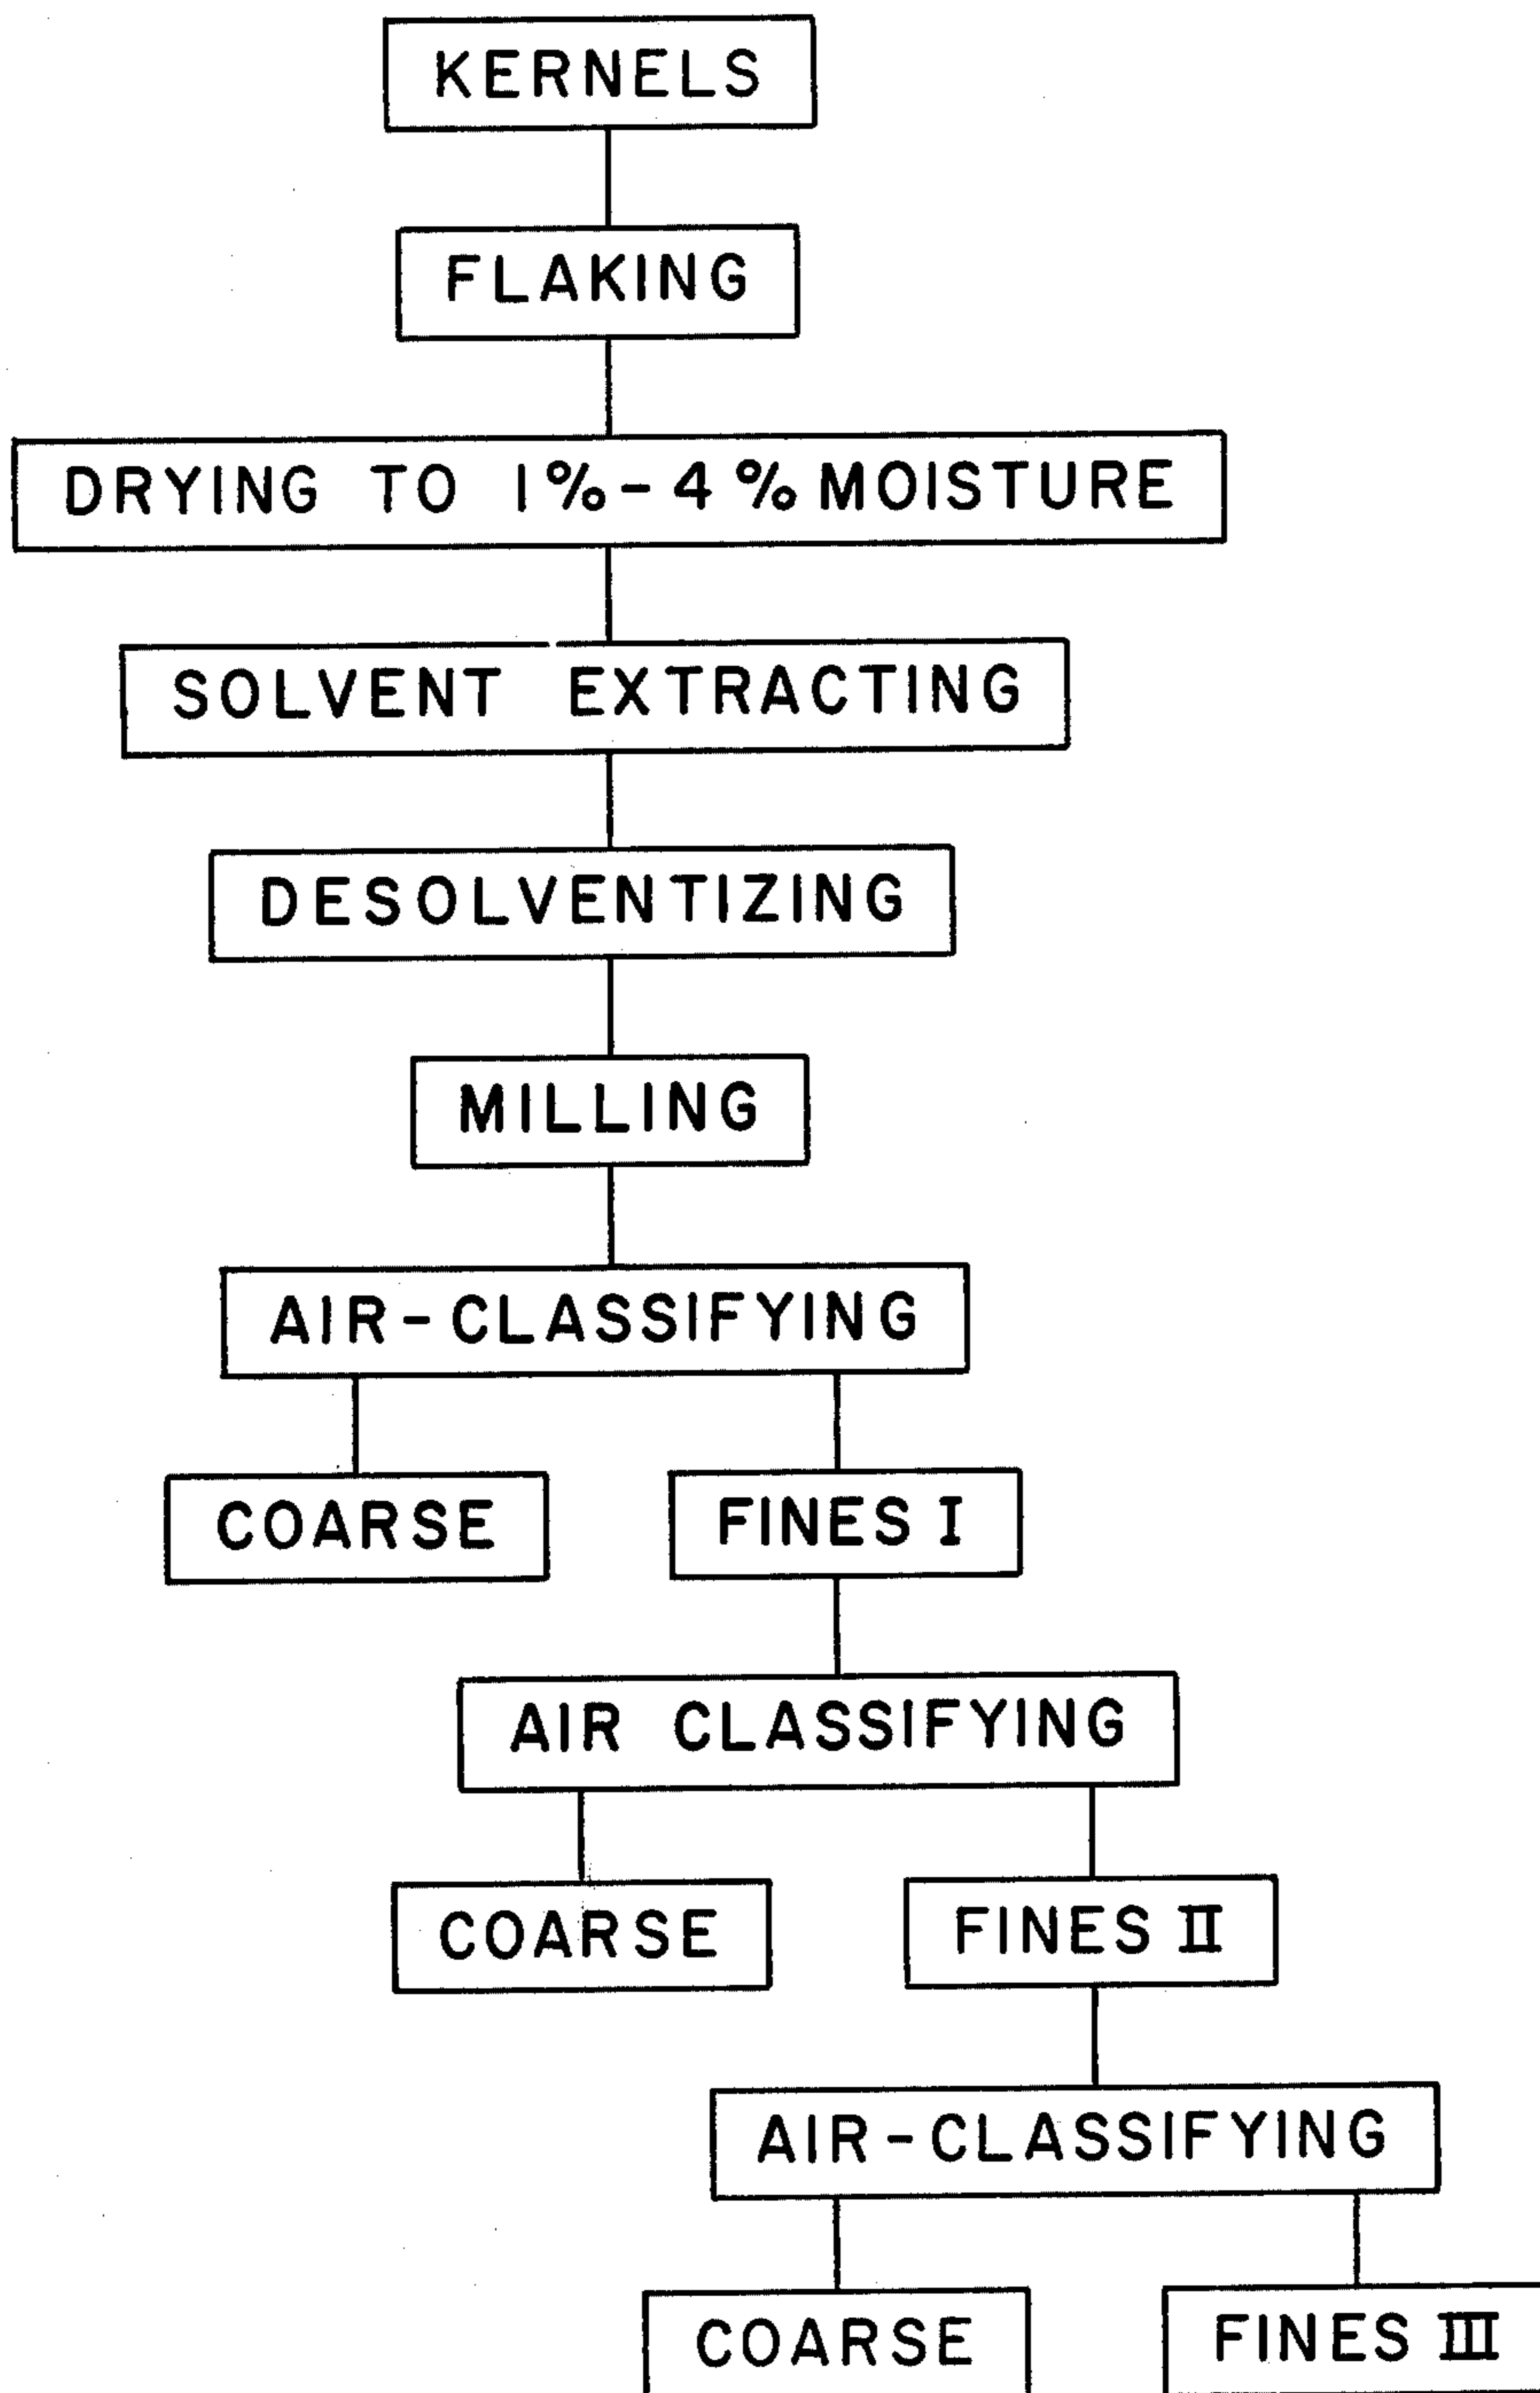 KERNELS
FLAKING
DRYING TO 1%-4% MOISTURE
SOLVENT EXTRACTING
DESOLVENTIZING
MILLING
AIR-CLASSIFYING
COARSE
FINES I
AIR CLASSIFYING
COARSE
FINES II
AIR-CLASSIFYING
COARSE
FINES III